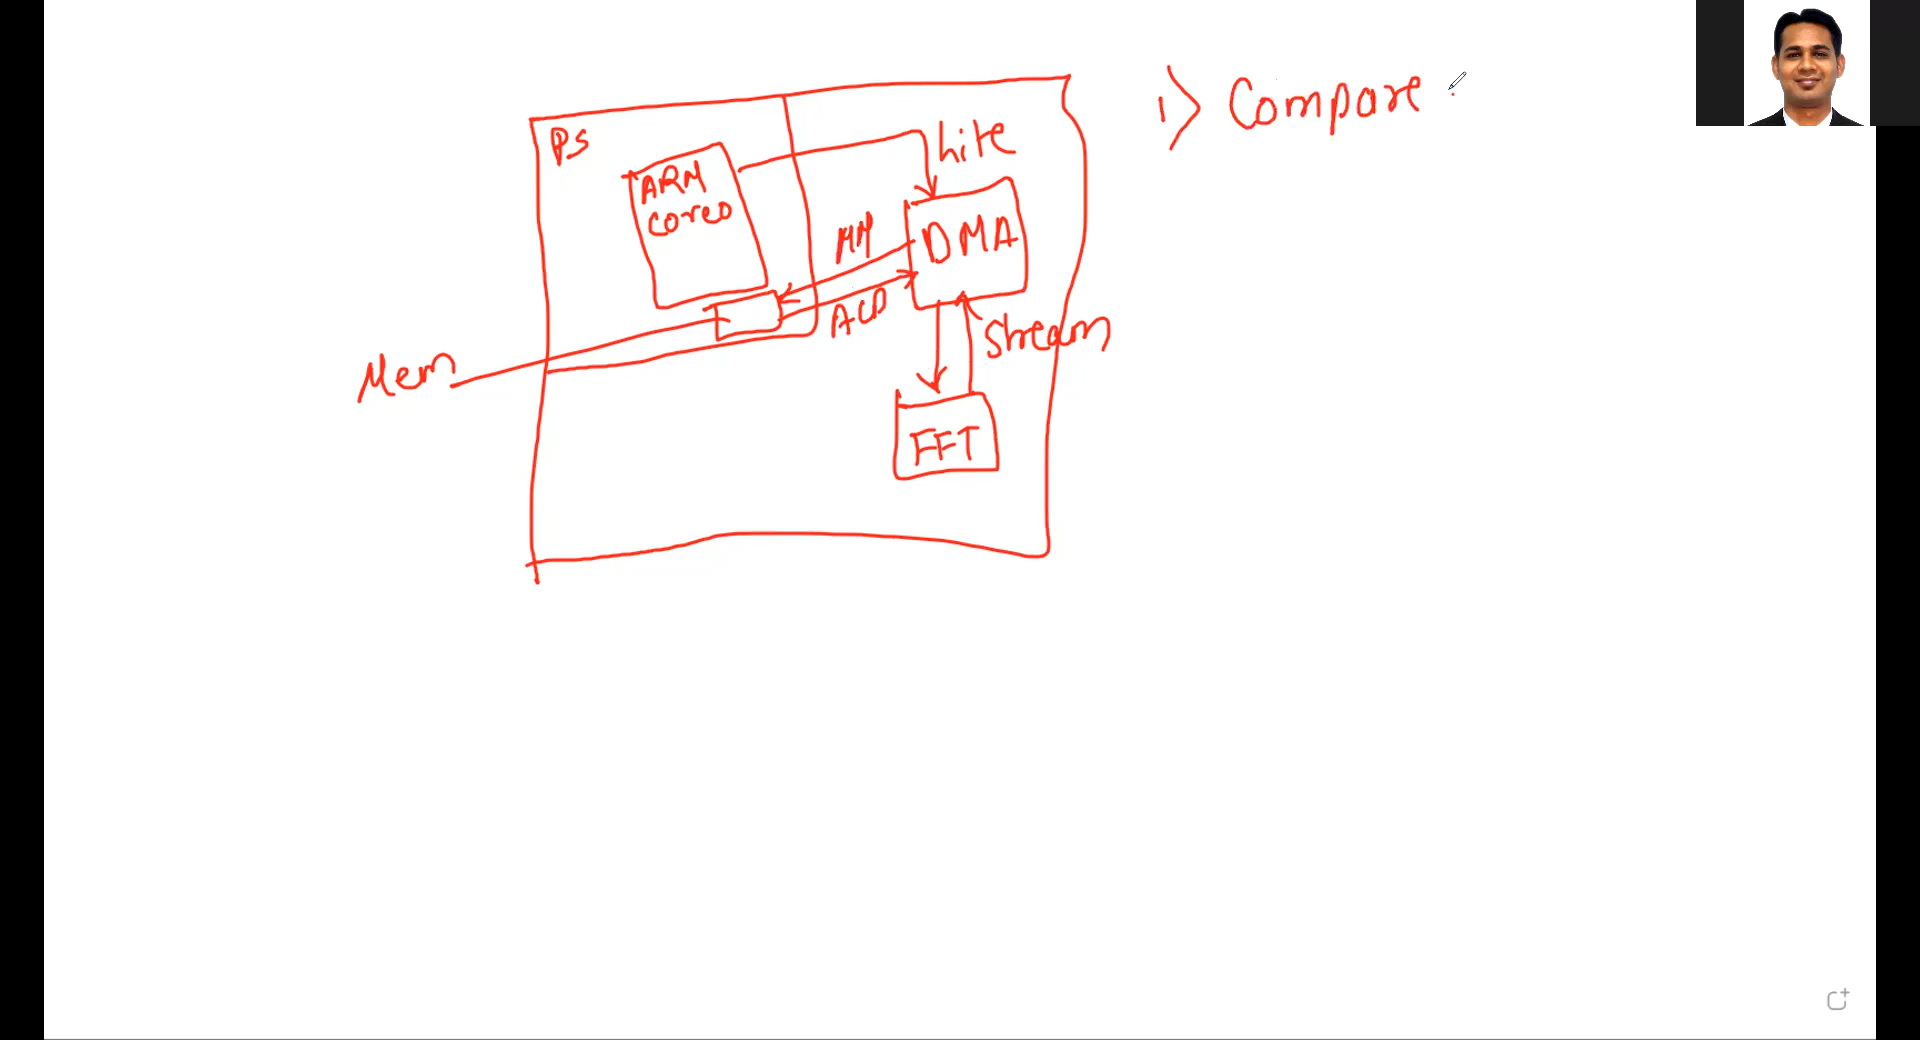 1) Compare
PS
lite
ARM
cores
DMA
MM
ACP
Stream
Mem
FFT